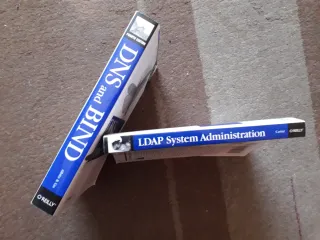 DNS and BIND
O'REILLY
LDAP System Administration
O'REILLY